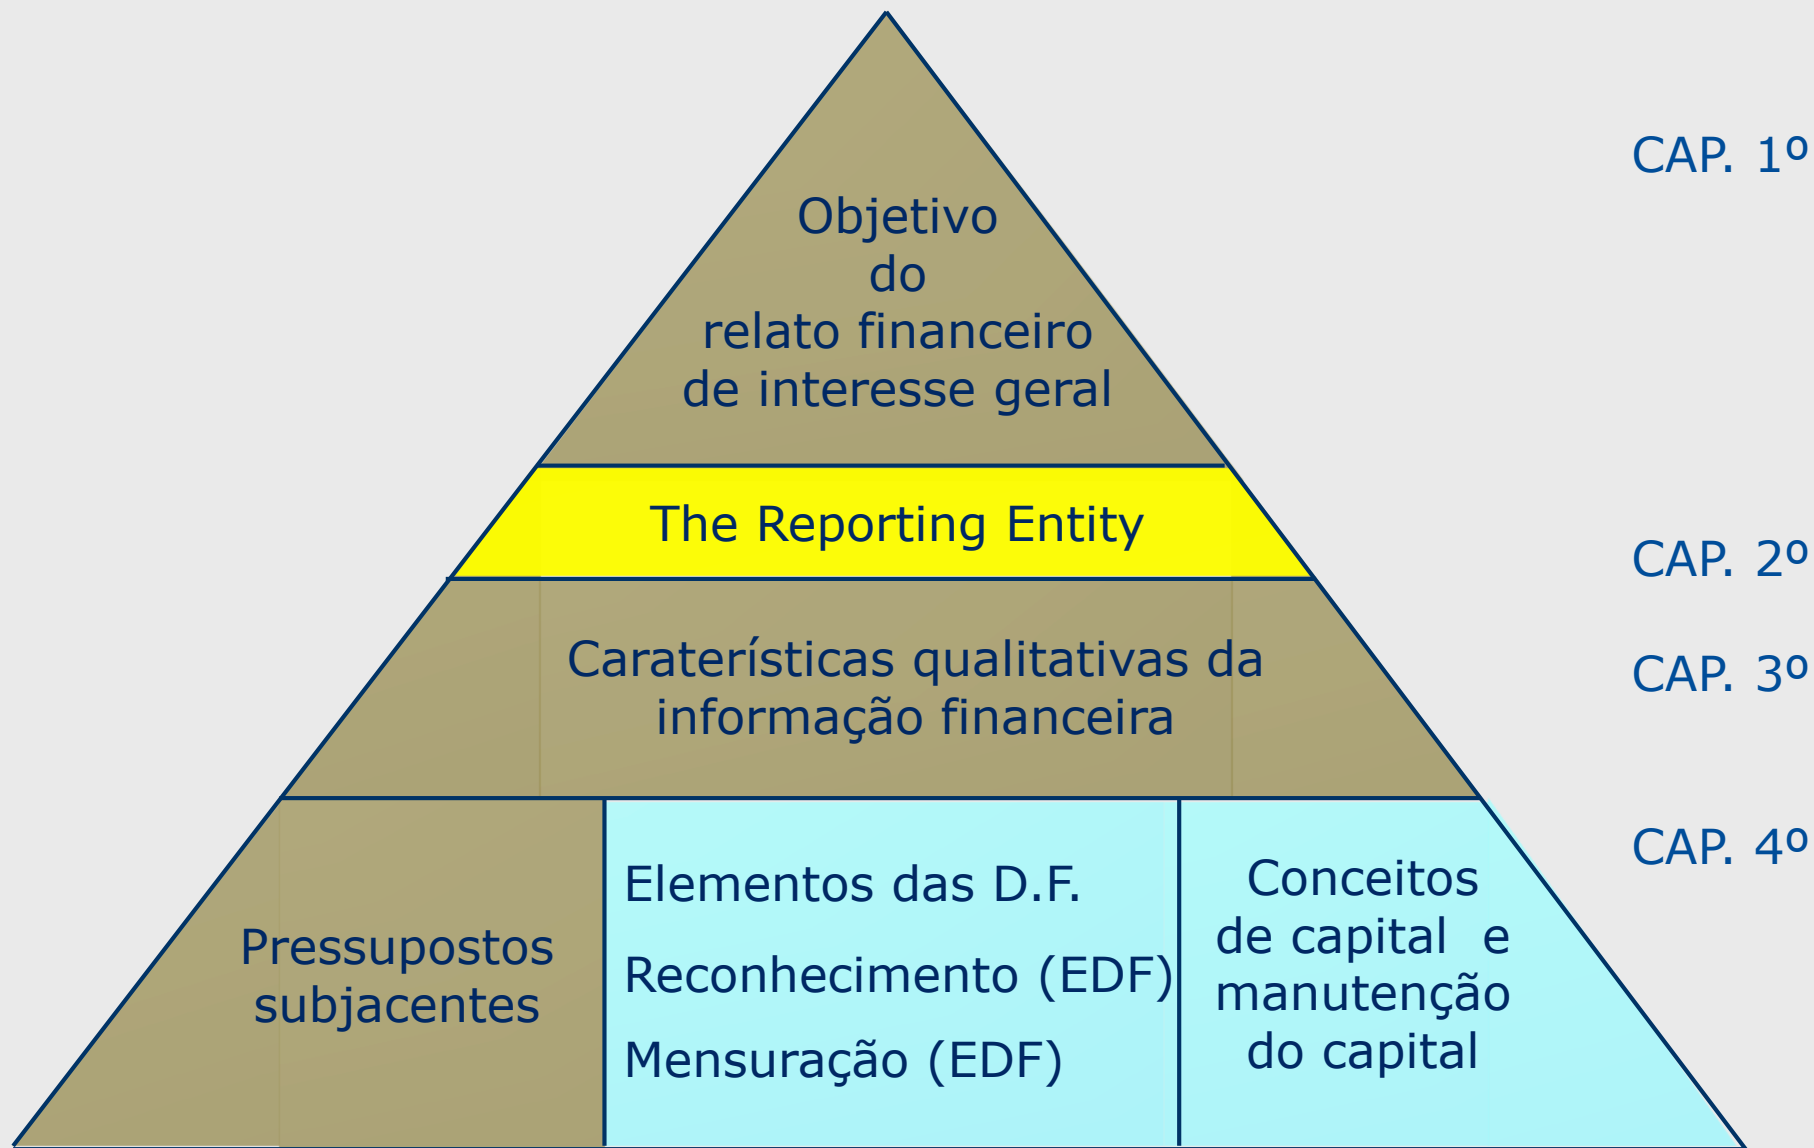 CAP. 1º
Objetivo
do
relato financeiro
de interesse geral
The Reporting Entity
CAP. 2º
Caraterísticas qualitativas da
informação financeira
CAP. 3º
CAP. 4º
Pressupostos
subjacentes
Elementos das D.F.
Reconhecimento (EDF)
Mensuração (EDF)
Conceitos
de capital e
manutenção
do capital